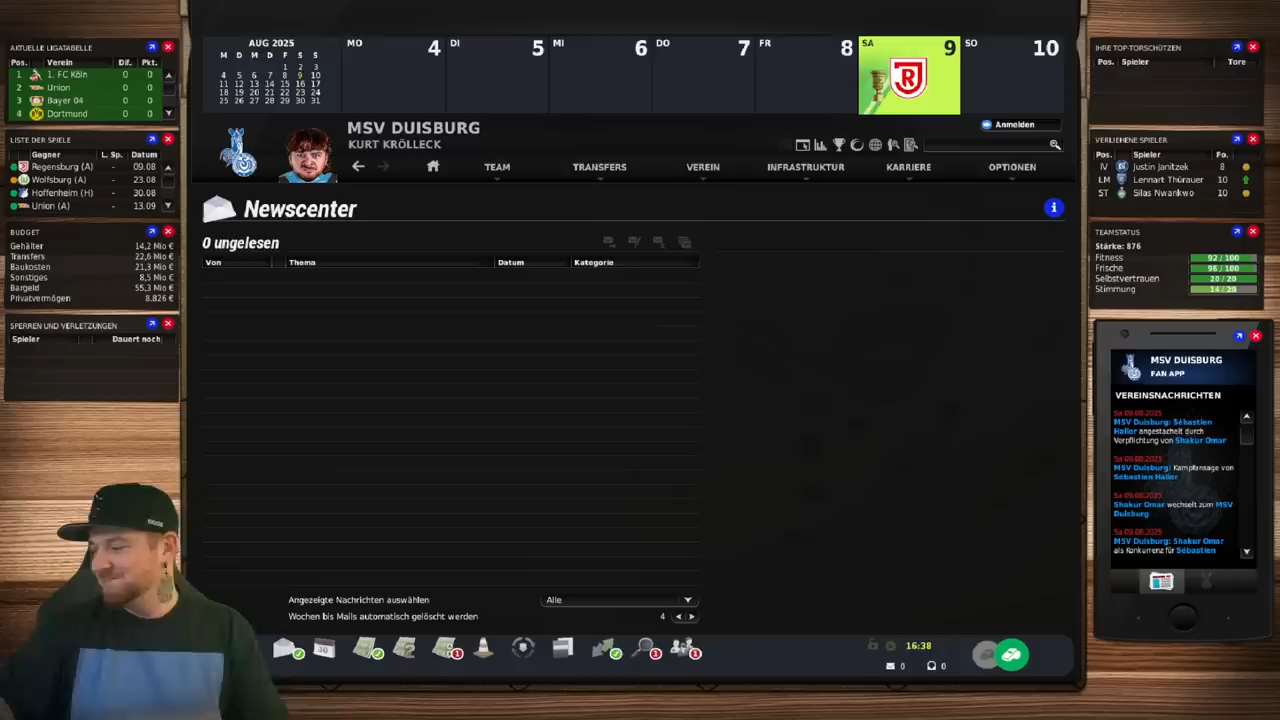 AKTUELLE LIGATABELLE
Pos. Verein Dif. Pkt.
1 1. FC Köln 0 0
2 Union 0 0
3 Bayer 04 0 0
4 Dortmund 0 0
LISTE DER SPIELE
Gegner L. Sp. Datum
Regensburg (A) - 09.08
Wolfsburg (A) - 23.08
Hoffenheim (H) - 30.08
Union (A) - 13.09
BUDGET
Gehälter 14,2 Mio €
Transfers 22,6 Mio €
Baukosten 21,3 Mio €
Sonstiges 8,5 Mio €
Bargeld 55,3 Mio €
Privatvermögen 8.826 €
SPERREN UND VERLETZUNGEN
Spieler Dauert noch
AUG 2025
M D M D F S S
1 2 3
4 5 6 7 8 9 10
11 12 13 14 15 16 17
18 19 20 21 22 23 24
25 26 27 28 29 30 31
MO 4 DI 5 MI 6 DO 7 FR 8 SA 9 SO 10
MSV DUISBURG
KURT KRÖLLECK
Anmelden
TEAM TRANSFERS VEREIN INFRASTRUKTUR KARRIERE OPTIONEN
Newscenter
0 ungelesen
Von Thema Datum Kategorie
Angezeigte Nachrichten auswählen Alle
Wochen bis Mails automatisch gelöscht werden 4
30
1
1
1
16:38
0 0
IHRE TOP-TORSCHÜTZEN
Pos. Spieler Tore
VERLIEHENE SPIELER
Pos. Spieler Fo.
IV Justin Janitzek 8
LM Lennart Thürauer 10
ST Silas Nwankwo 10
TEAMSTATUS
Stärke: 876
Fitness 92 / 100
Frische 96 / 100
Selbstvertrauen 20 / 20
Stimmung 14 / 20
MSV DUISBURG
FAN APP
VEREINSNACHRICHTEN
Sa 09.08.2025
MSV Duisburg: Sébastien
Haller angestachelt durch
Verpflichtung von Shakur Omar
Sa 09.08.2025
MSV Duisburg: Kampfansage von
Sébastien Haller
Sa 09.08.2025
Shakur Omar wechselt zum MSV
Duisburg
Sa 09.08.2025
MSV Duisburg: Shakur Omar
als Konkurrenz für Sébastien